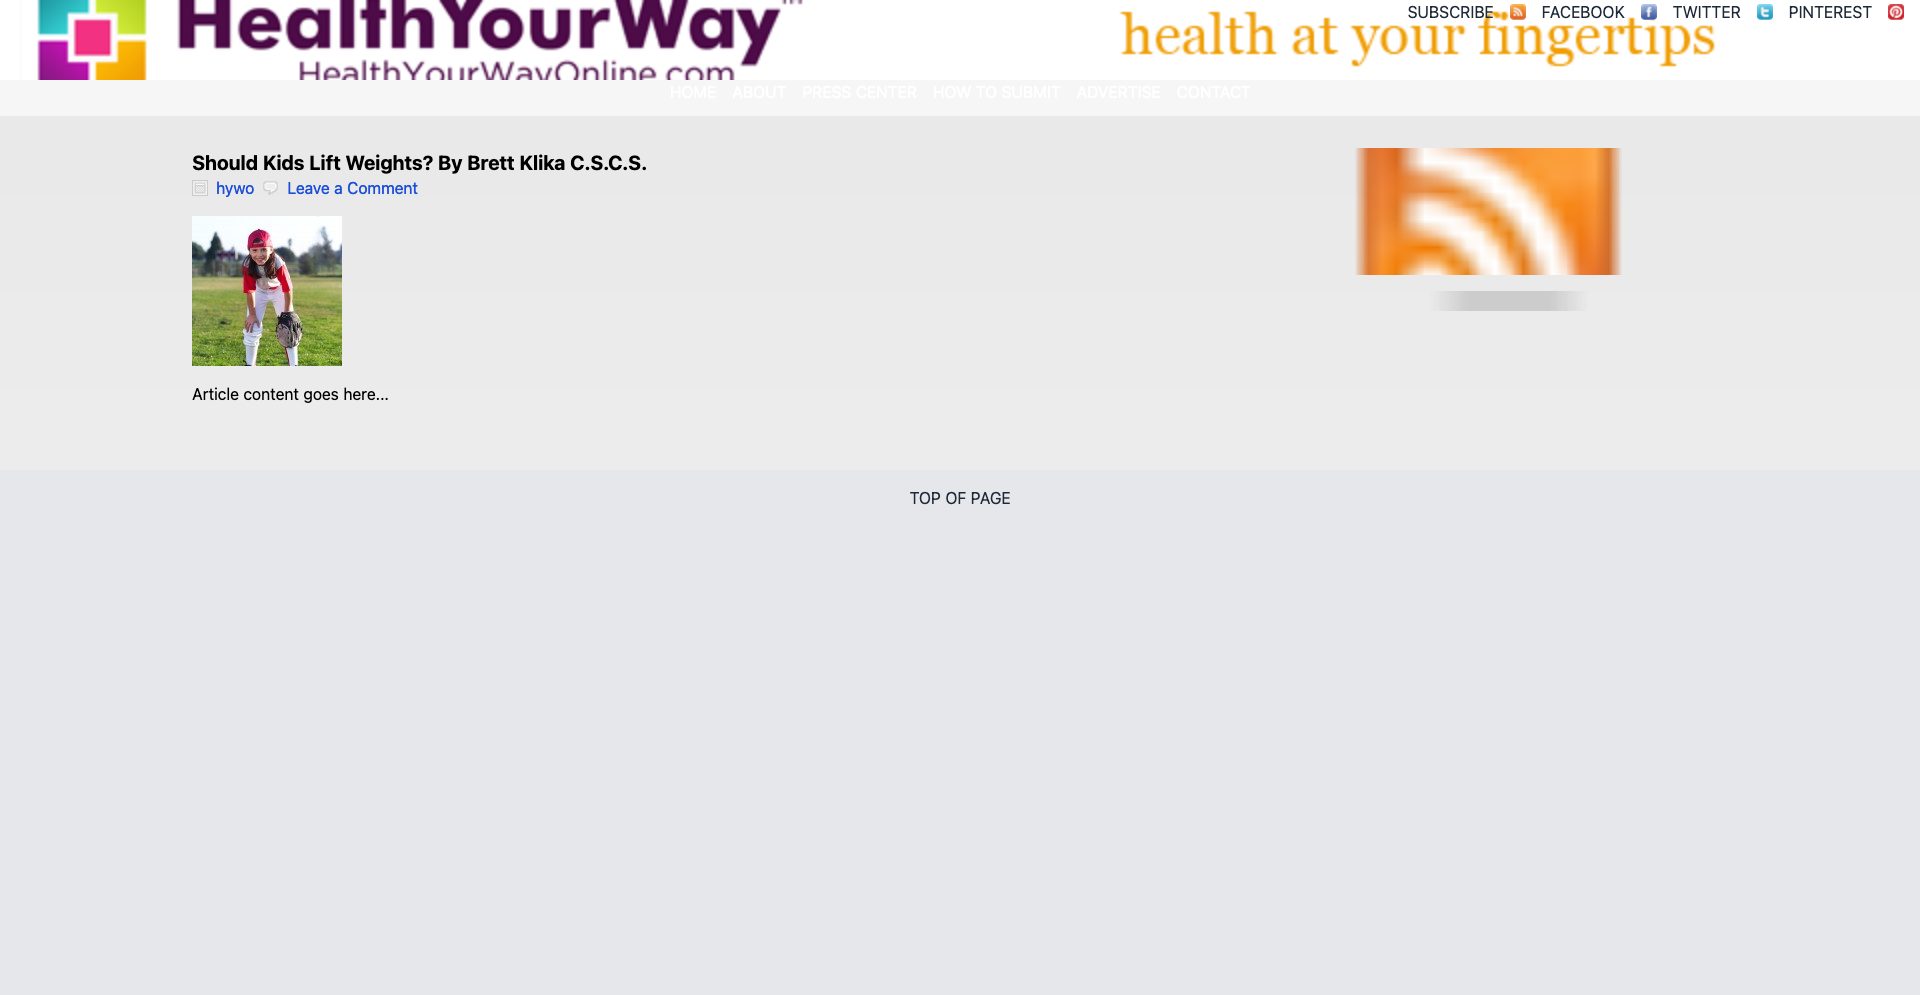 HealthYourWay
HealthYourWayOnline.com
health at your fingertips
SUBSCRIBE FACEBOOK TWITTER PINTEREST
HOME ABOUT PRESS CENTER HOW TO SUBMIT ADVERTISE CONTACT
Should Kids Lift Weights? By Brett Klika C.S.C.S.
hywo Leave a Comment
Article content goes here...
TOP OF PAGE